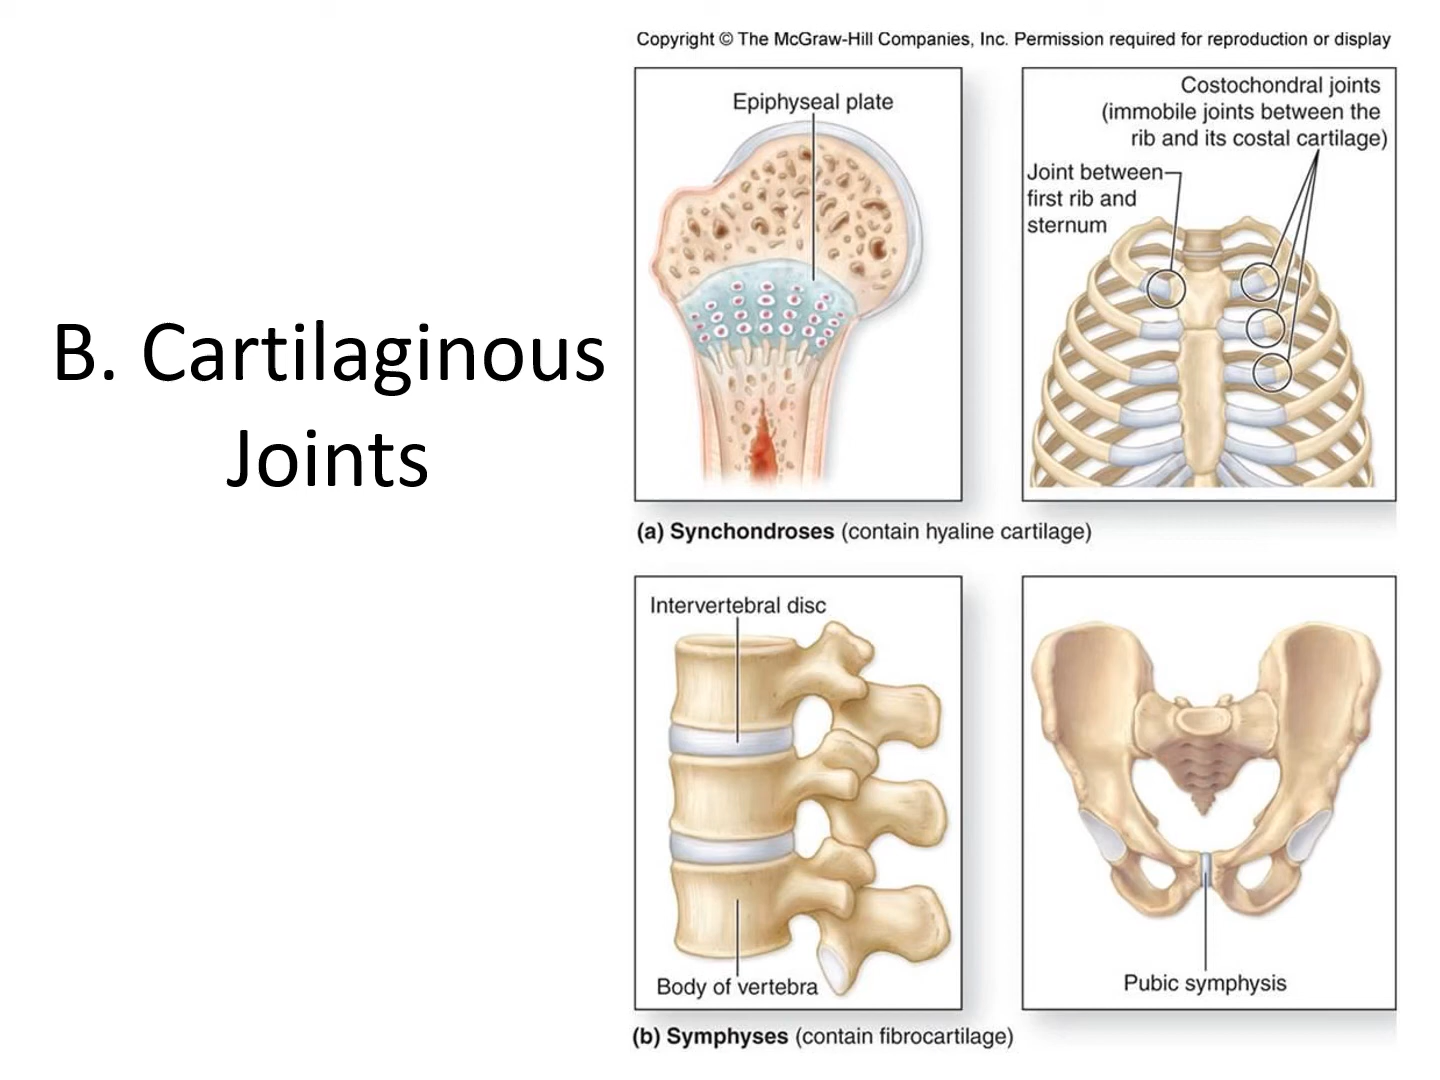 B. Cartilaginous
Joints
Copyright © The McGraw-Hill Companies, Inc. Permission required for reproduction or display
Epiphyseal plate
Costochondral joints
(immobile joints between the
rib and its costal cartilage)
Joint between
first rib and
sternum
(a) Synchondroses (contain hyaline cartilage)
Intervertebral disc
Body of vertebra
Pubic symphysis
(b) Symphyses (contain fibrocartilage)